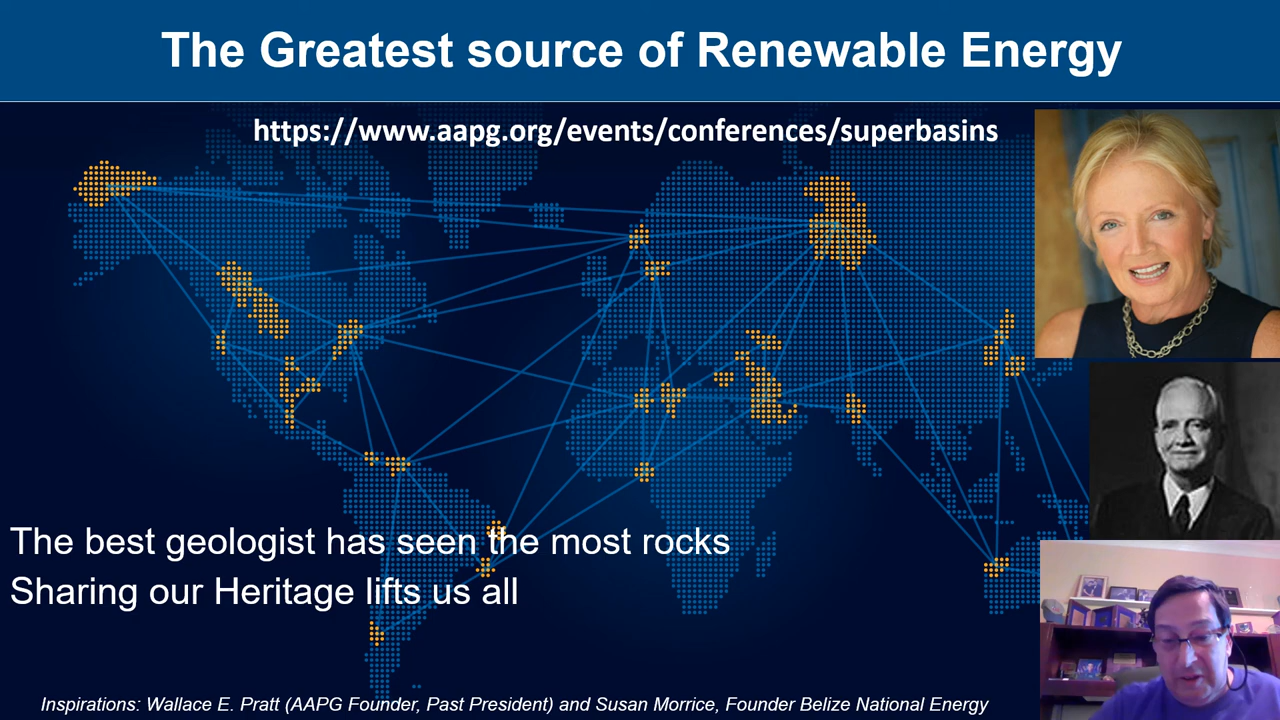 The Greatest source of Renewable Energy
https://www.aapg.org/events/conferences/superbasins
The best geologist has seen the most rocks
Sharing our Heritage lifts us all
Inspirations: Wallace E. Pratt (AAPG Founder, Past President) and Susan Morrice, Founder Belize National Energy